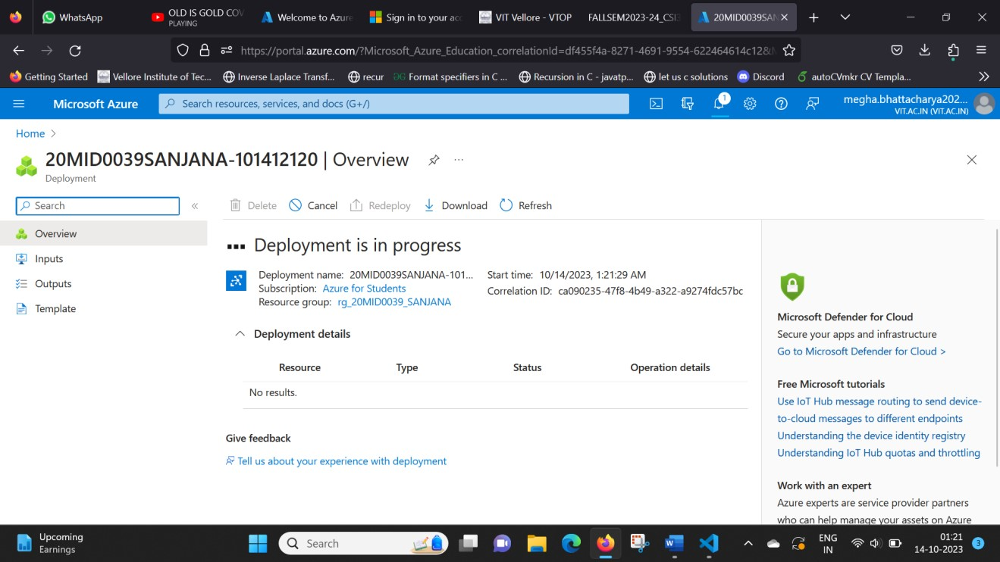 WhatsApp
OLD IS GOLD COV
PLAYING
Welcome to Azure
Sign in to your acc
VIT Vellore - VTOP
FALLSEM2023-24_CSI3
20MID0039SANJ
https://portal.azure.com/?Microsoft_Azure_Education_correlationId=df455f4a-8271-4691-9554-622464614c128&M
Getting Started
Vellore Institute of Tec...
Inverse Laplace Transf...
recur
Format specifiers in C ...
Recursion in C - javatp...
let us c solutions
Discord
autoCVmkr CV Templa...
Microsoft Azure
Search resources, services, and docs (G+/)
1
megha.bhattacharya202...
VIT.AC.IN (VIT.AC.IN)
Home >
20MID0039SANJANA-101412120 | Overview
Deployment
Search
Delete
Cancel
Redeploy
Download
Refresh
Overview
Inputs
Outputs
Template
Deployment is in progress
Deployment name: 20MID0039SANJANA-101...
Subscription: Azure for Students
Resource group: rg_20MID0039_SANJANA
Start time: 10/14/2023, 1:21:29 AM
Correlation ID: ca090235-47f8-4b49-a322-a9274fdc57bc
Deployment details
Resource Type Status Operation details
No results.
Give feedback
Tell us about your experience with deployment
Microsoft Defender for Cloud
Secure your apps and infrastructure
Go to Microsoft Defender for Cloud >
Free Microsoft tutorials
Use IoT Hub message routing to send device-
to-cloud messages to different endpoints
Understanding the device identity registry
Understanding IoT Hub quotas and throttling
Work with an expert
Azure experts are service provider partners
who can help manage your assets on Azure
Upcoming
Earnings
Search
ENG
IN
01:21
14-10-2023
3